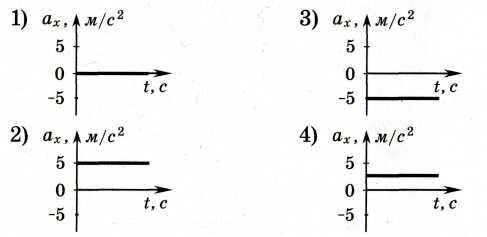 1) aₓ, м/с²
5
0
-5
t, с
2) aₓ, м/с²
5
0
-5
t, с
3) aₓ, м/с²
5
0
-5
t, с
4) aₓ, м/с²
5
0
-5
t, с